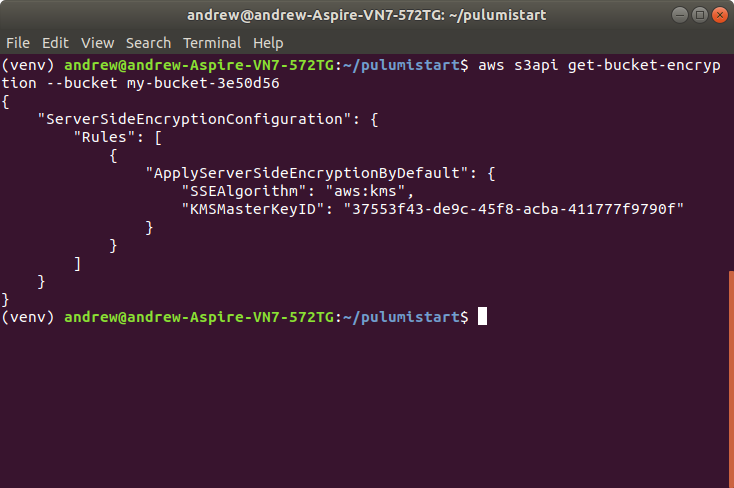 andrew@andrew-Aspire-VN7-572TG: ~/pulumistart
File Edit View Search Terminal Help
(venv) andrew@andrew-Aspire-VN7-572TG:~/pulumistart$ aws s3api get-bucket-encryp
tion --bucket my-bucket-3e50d56
{
    "ServerSideEncryptionConfiguration": {
        "Rules": [
            {
                "ApplyServerSideEncryptionByDefault": {
                    "SSEAlgorithm": "aws:kms",
                    "KMSMasterKeyID": "37553f43-de9c-45f8-acba-411777f9790f"
                }
            }
        ]
    }
}
(venv) andrew@andrew-Aspire-VN7-572TG:~/pulumistart$